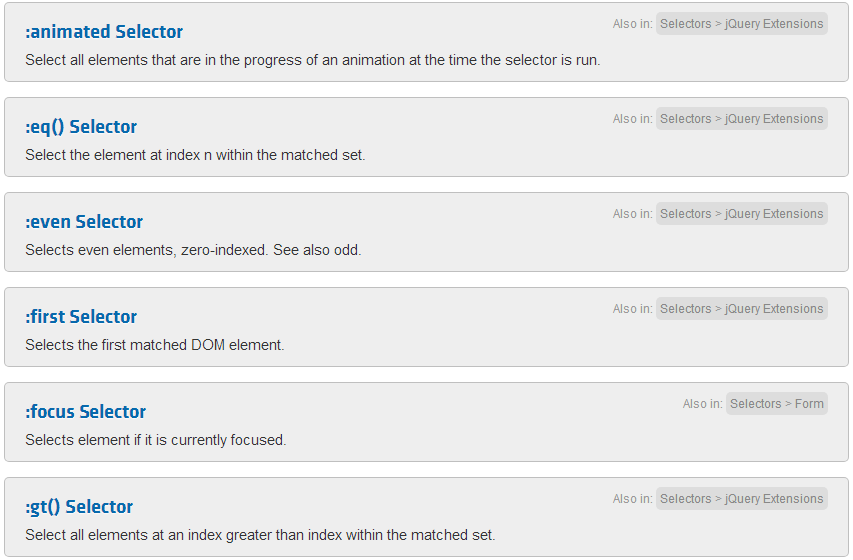 :animated Selector
Also in: Selectors > jQuery Extensions
Select all elements that are in the progress of an animation at the time the selector is run.
:eq() Selector
Also in: Selectors > jQuery Extensions
Select the element at index n within the matched set.
:even Selector
Also in: Selectors > jQuery Extensions
Selects even elements, zero-indexed. See also odd.
:first Selector
Also in: Selectors > jQuery Extensions
Selects the first matched DOM element.
:focus Selector
Also in: Selectors > Form
Selects element if it is currently focused.
:gt() Selector
Also in: Selectors > jQuery Extensions
Select all elements at an index greater than index within the matched set.